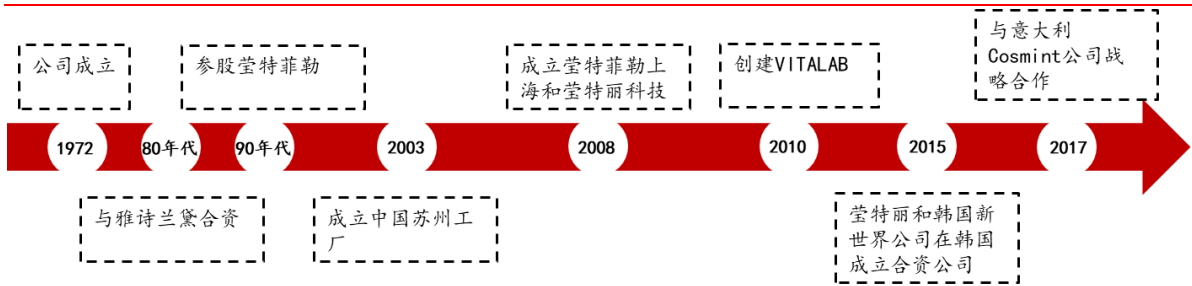 公司成立
参股莹特菲勒
成立莹特菲勒上
海和莹特丽科技
创建VITALAB
与意大利
Cosmint公司战
略合作
1972
80年代
90年代
2003
2008
2010
2015
2017
与雅诗兰黛合资
成立中国苏州工
厂
莹特丽和韩国新
世界公司在韩国
成立合资公司